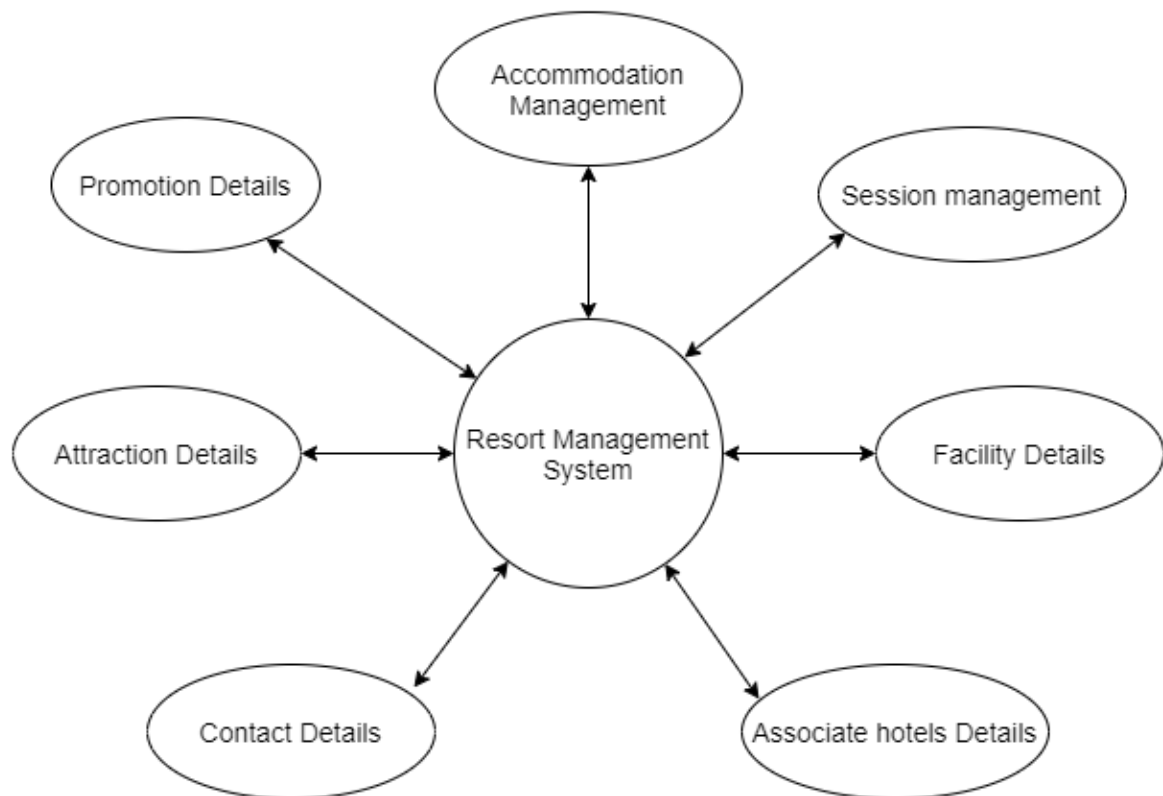 Accommodation
Management
Promotion Details
Session management
Resort Management
System
Attraction Details
Facility Details
Contact Details
Associate hotels Details